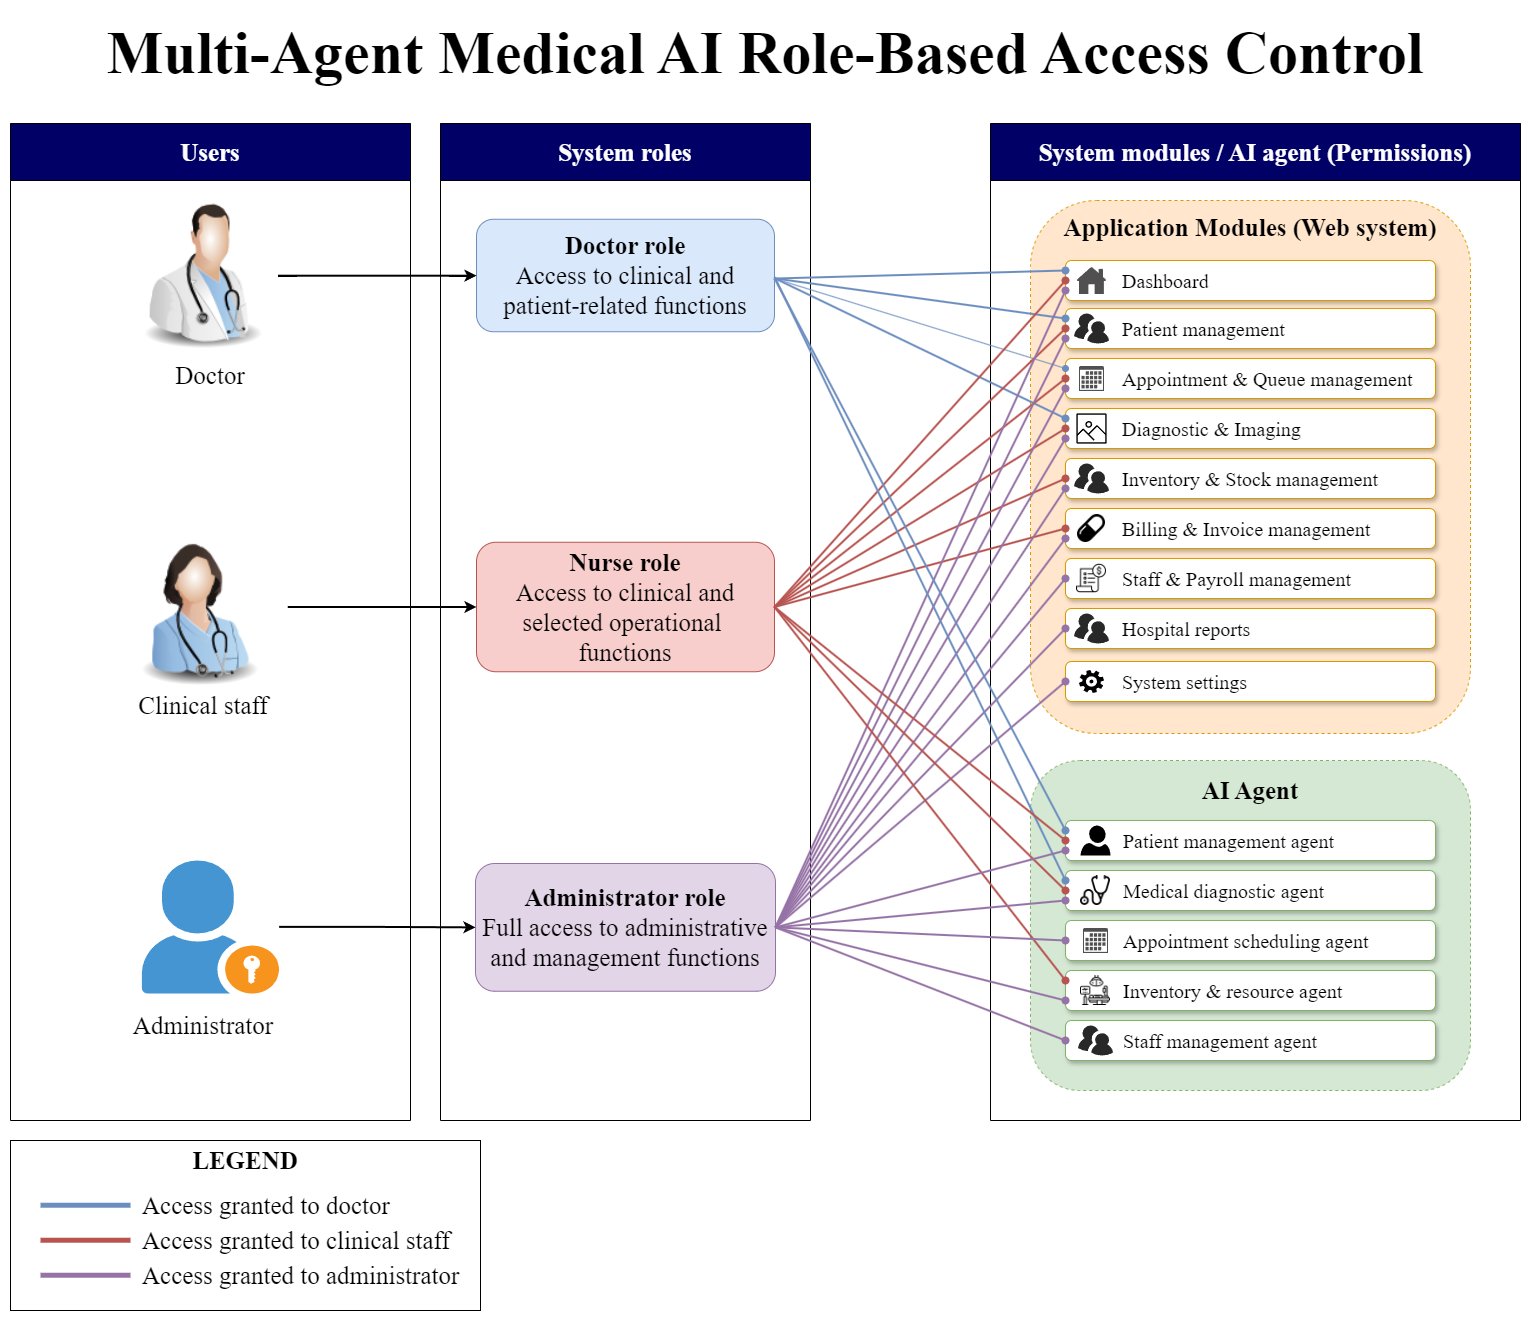 Multi-Agent Medical AI Role-Based Access Control
Users
System roles
System modules / AI agent (Permissions)
Doctor
Clinical staff
Administrator
Doctor role
Access to clinical and
patient-related functions
Nurse role
Access to clinical and
selected operational
functions
Administrator role
Full access to administrative
and management functions
Application Modules (Web system)
Dashboard
Patient management
Appointment & Queue management
Diagnostic & Imaging
Inventory & Stock management
Billing & Invoice management
Staff & Payroll management
Hospital reports
System settings
AI Agent
Patient management agent
Medical diagnostic agent
Appointment scheduling agent
Inventory & resource agent
Staff management agent
LEGEND
Access granted to doctor
Access granted to clinical staff
Access granted to administrator